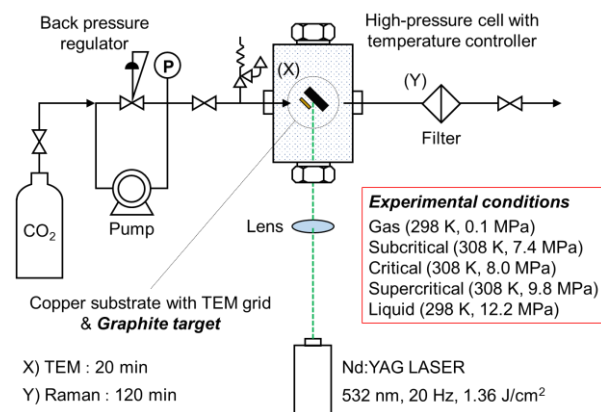 Back pressure
regulator
P
High-pressure cell with
temperature controller
(X)
(Y)
Filter
CO₂
Pump
Lens
Copper substrate with TEM grid
& Graphite target
Experimental conditions
Gas (298 K, 0.1 MPa)
Subcritical (308 K, 7.4 MPa)
Critical (308 K, 8.0 MPa)
Supercritical (308 K, 9.8 MPa)
Liquid (298 K, 12.2 MPa)
X) TEM : 20 min
Y) Raman : 120 min
Nd:YAG LASER
532 nm, 20 Hz, 1.36 J/cm²